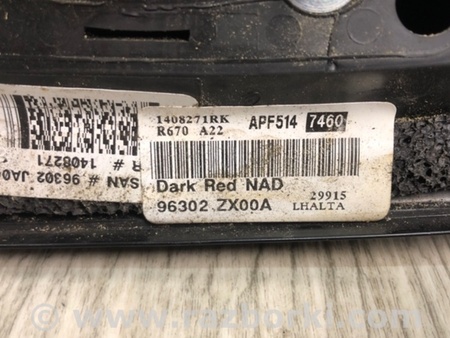 1408271RK
R670 A22
APF514 7460
Dark Red NAD
96302 ZX00A
29915
LHALTA
SAN # 96302 JA0
R # 1408271
www.razborki.com